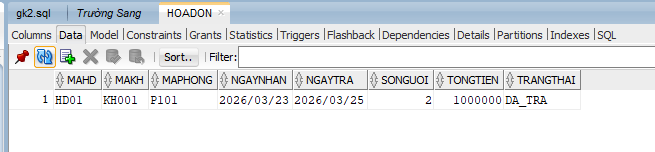 gk2.sql Trường Sang HOADON
Columns Data Model Constraints Grants Statistics Triggers Flashback Dependencies Details Partitions Indexes SQL
Sort.. Filter:
MAHD MAKH MAPHONG NGAYNHAN NGAYTRA SONGUOI TONGTIEN TRANGTHAI
1 HD01 KH001 P101 2026/03/23 2026/03/25 2 1000000 DA_TRA